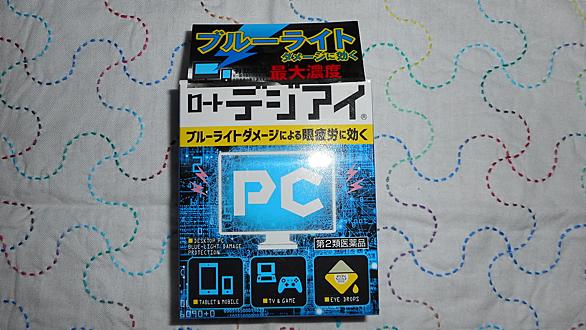 ブルーライト
ダメージに効く
最大濃度
ロート デジアイ®
ブルーライトダメージによる眼疲労に効く
PC
DESKTOP PC
BLUE-LIGHT DAMAGE
PROTECTION
第2類医薬品
TABLET & MOBILE
TV & GAME
EYE DROPS